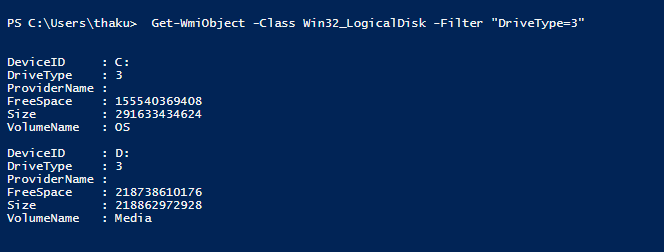 PS C:\Users\thaku>  Get-WmiObject -Class Win32_LogicalDisk -Filter "DriveType=3"
DeviceID     : C:
DriveType    : 3
ProviderName :
FreeSpace    : 155540369408
Size         : 291633434624
VolumeName   : OS
DeviceID     : D:
DriveType    : 3
ProviderName :
FreeSpace    : 218738610176
Size         : 218862972928
VolumeName   : Media